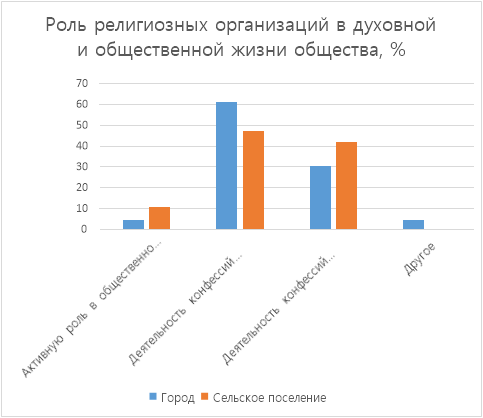 Роль религиозных организаций в духовной
и общественной жизни общества, %
70
60
50
40
30
20
10
0
Активную роль в общественно...
Деятельность конфессий...
Деятельность конфессий...
Другое
Город Сельское поселение